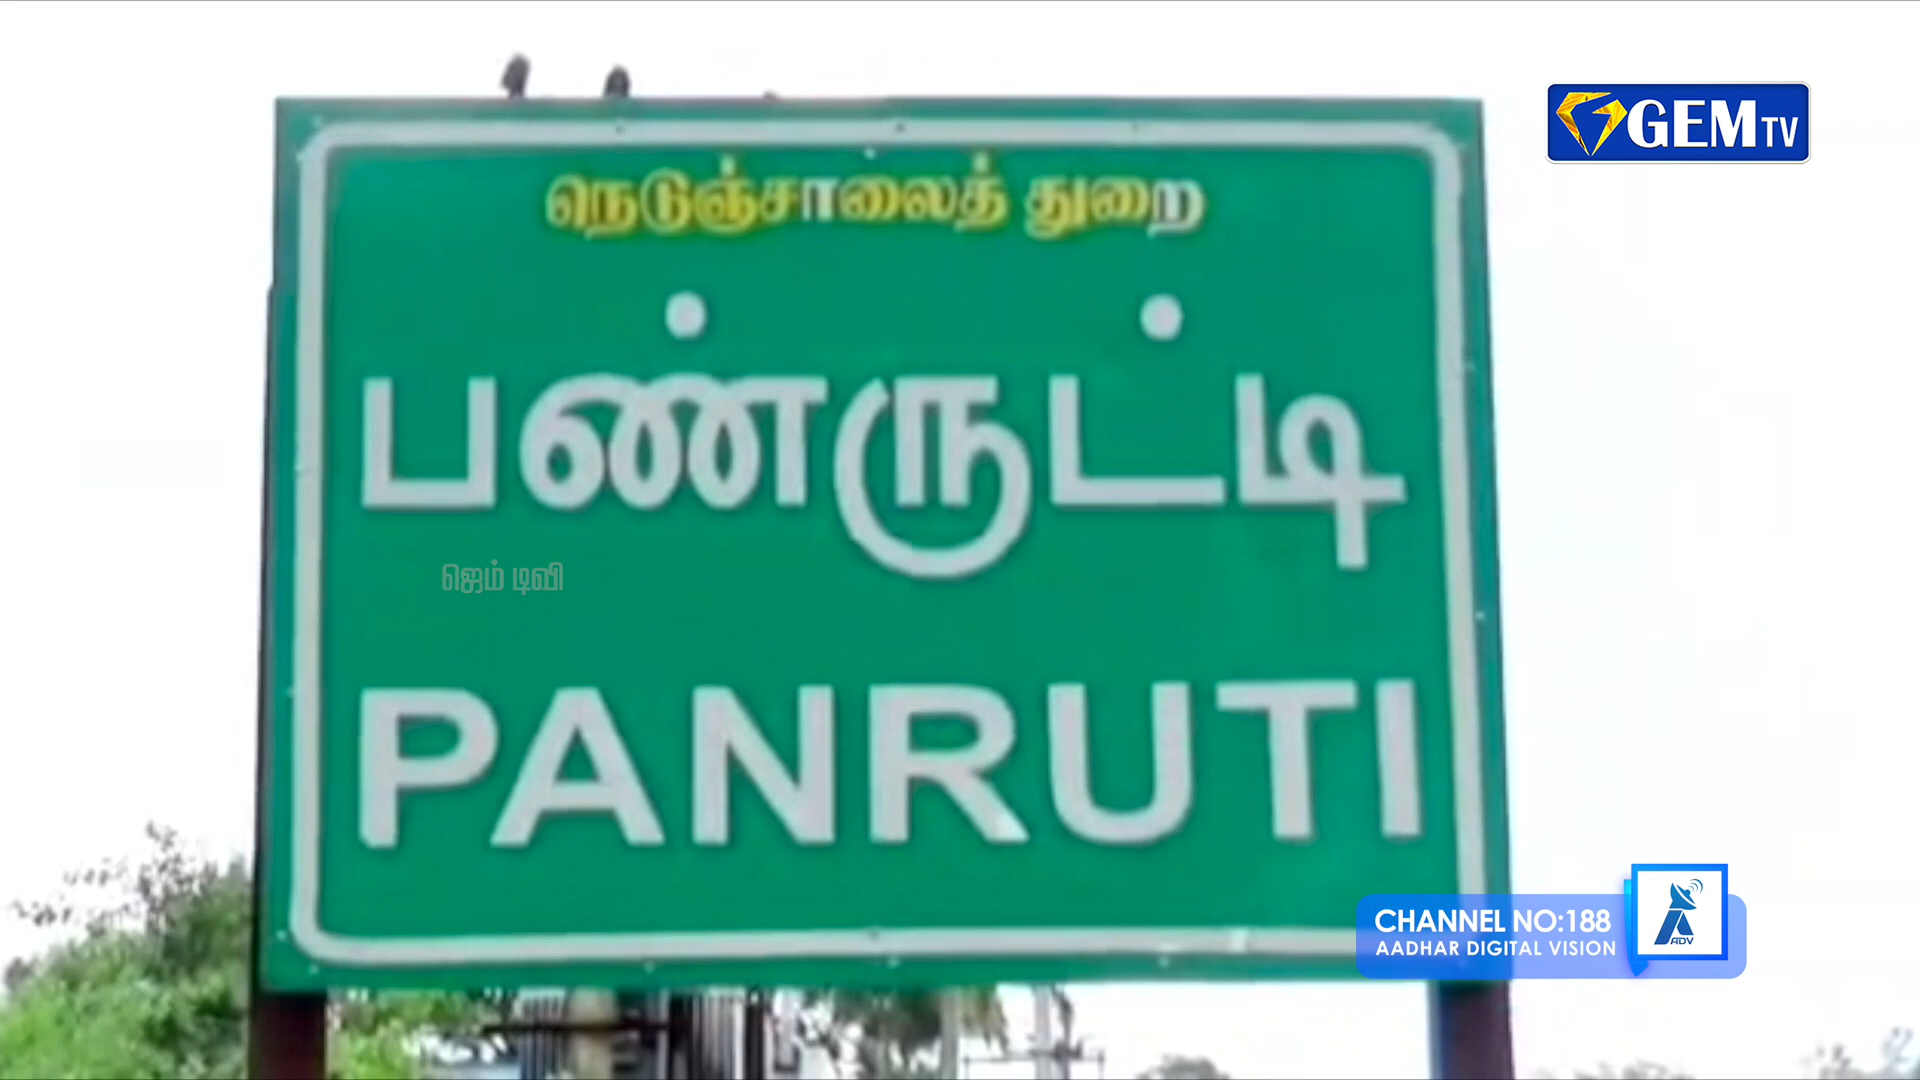 GEM TV
நெடுஞ்சாலைத் துறை
பண்ருட்டி
ஜெம் டிவி
PANRUTI
CHANNEL NO:188
AADHAR DIGITAL VISION
ADV